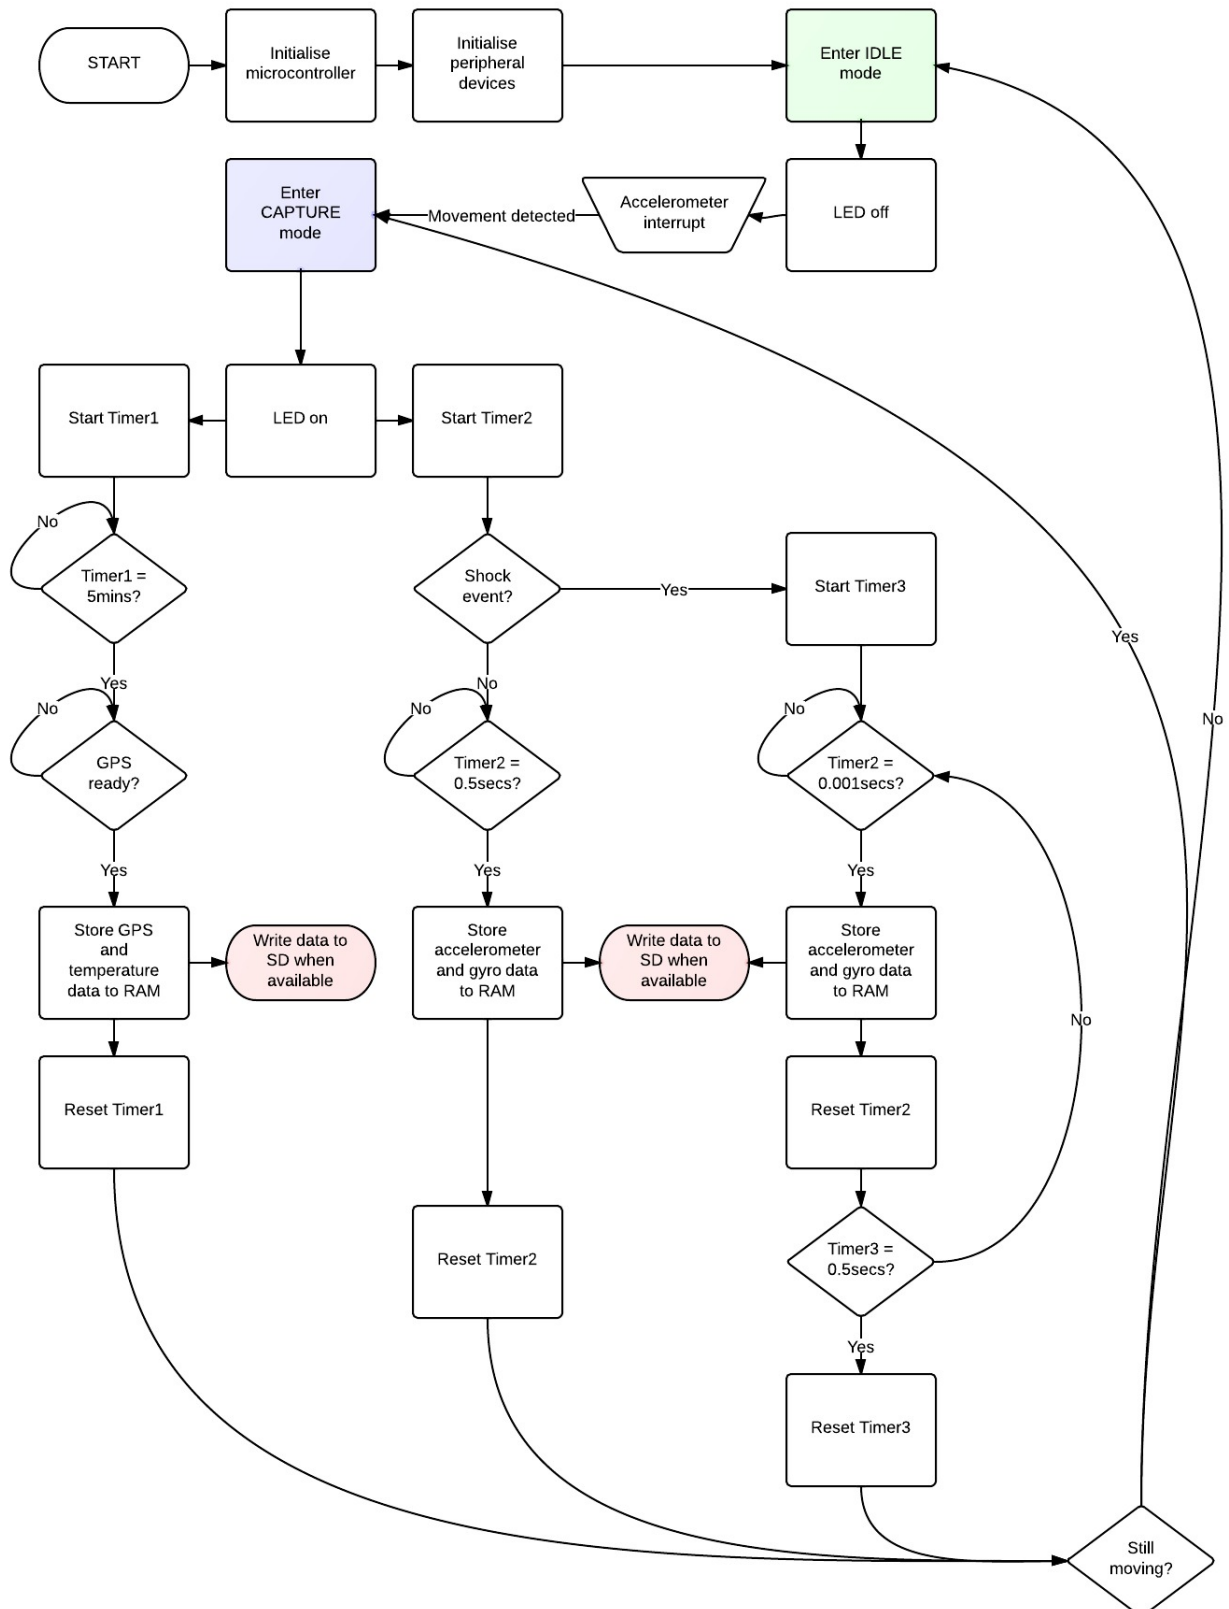 START
Initialise
microcontroller
Initialise
peripheral
devices
Enter IDLE
mode
Enter
CAPTURE
mode
Movement detected
Accelerometer
interrupt
LED off
Start Timer1
LED on
Start Timer2
No
Timer1 =
5mins?
Shock
event?
Yes
Start Timer3
Yes
Yes
No
No
No
No
No
GPS
ready?
Timer2 =
0.5secs?
Timer2 =
0.001secs?
Yes
Yes
Yes
Store GPS
and
temperature
data to RAM
Write data to
SD when
available
Store
accelerometer
and gyro data
to RAM
Write data to
SD when
available
Store
accelerometer
and gyro data
to RAM
No
Reset Timer1
Reset Timer2
Reset Timer2
Timer3 =
0.5secs?
Yes
Reset Timer3
Still
moving?